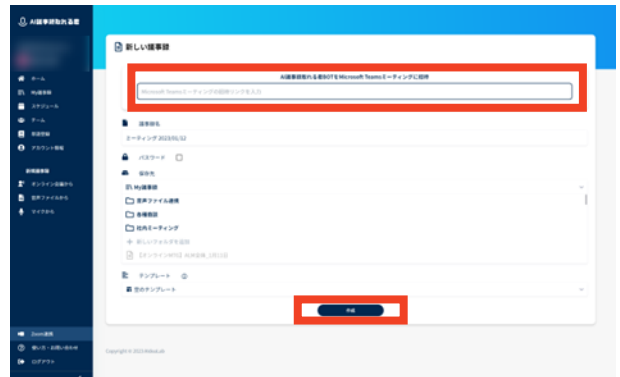 AI議事録取れる君
ホーム
My議事録
スケジュール
チーム
単語登録
アカウント情報
新規議事録
オンライン会議から
音声ファイルから
マイクから
Zoom連携
使い方・お問い合わせ
ログアウト
新しい議事録
AI議事録取れる君BOTをMicrosoft Teamsミーティングに招待
Microsoft Teamsミーティングの招待リンクを入力
議事録名
ミーティング 2023/01/12
パスワード
保存先
My議事録
音声ファイル連携
各種商談
社内ミーティング
新しいフォルダを追加
テンプレート
空のテンプレート
作成